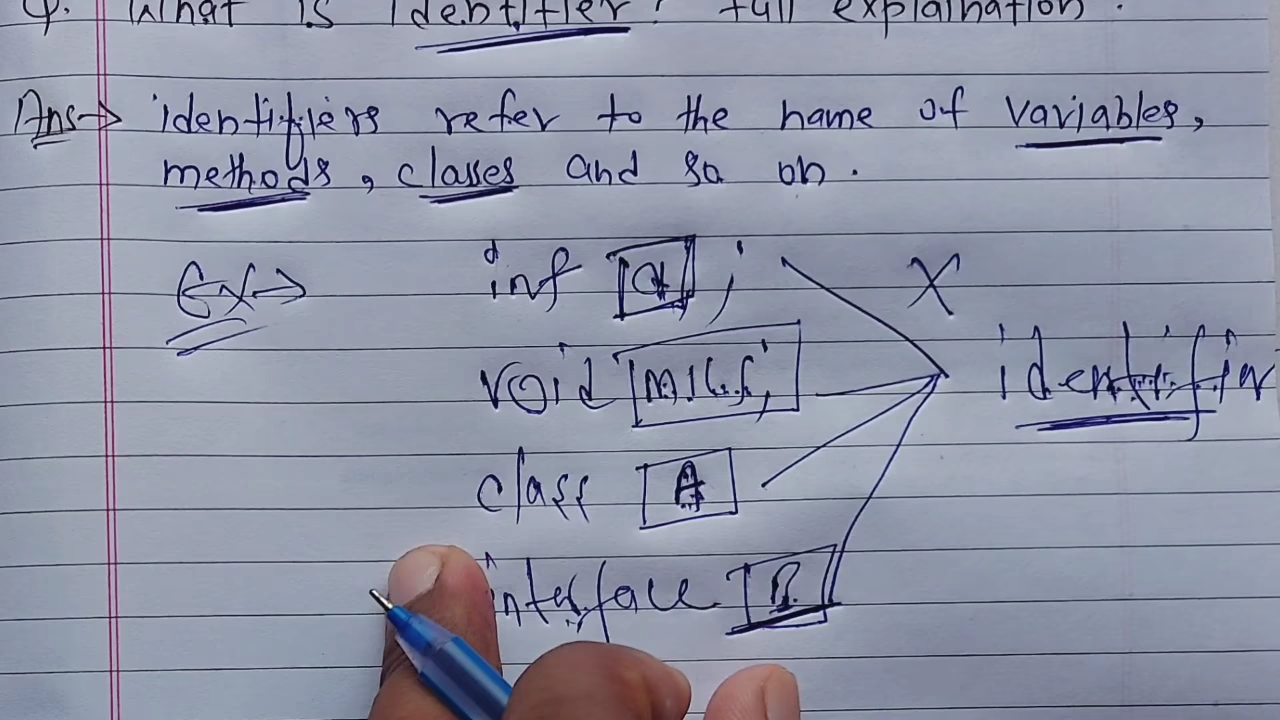 Q. What is identifier? full explaination.
Ans→ identifiers refer to the name of variables,
methods, classes and so on.
Ex→ int a; X
void m1();
identifier
class A
interface B